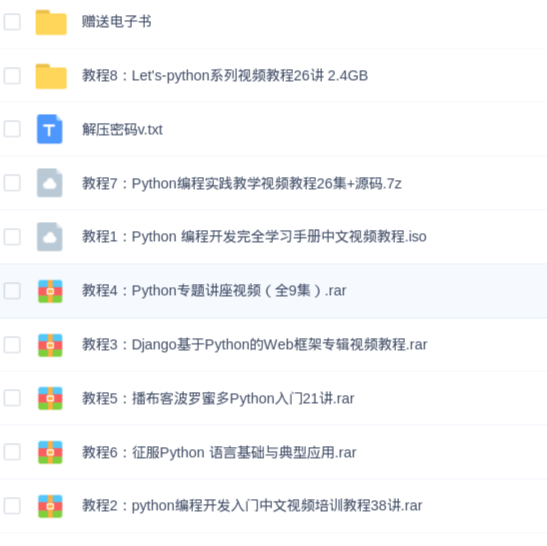 赠送电子书
教程8：Let's-python系列视频教程26讲 2.4GB
解压密码v.txt
教程7：Python编程实践教学视频教程26集+源码.7z
教程1：Python 编程开发完全学习手册中文视频教程.iso
教程4：Python专题讲座视频（全9集）.rar
教程3：Django基于Python的Web框架专辑视频教程.rar
教程5：播布客波罗蜜多Python入门21讲.rar
教程6：征服Python 语言基础与典型应用.rar
教程2：python编程开发入门中文视频培训教程38讲.rar